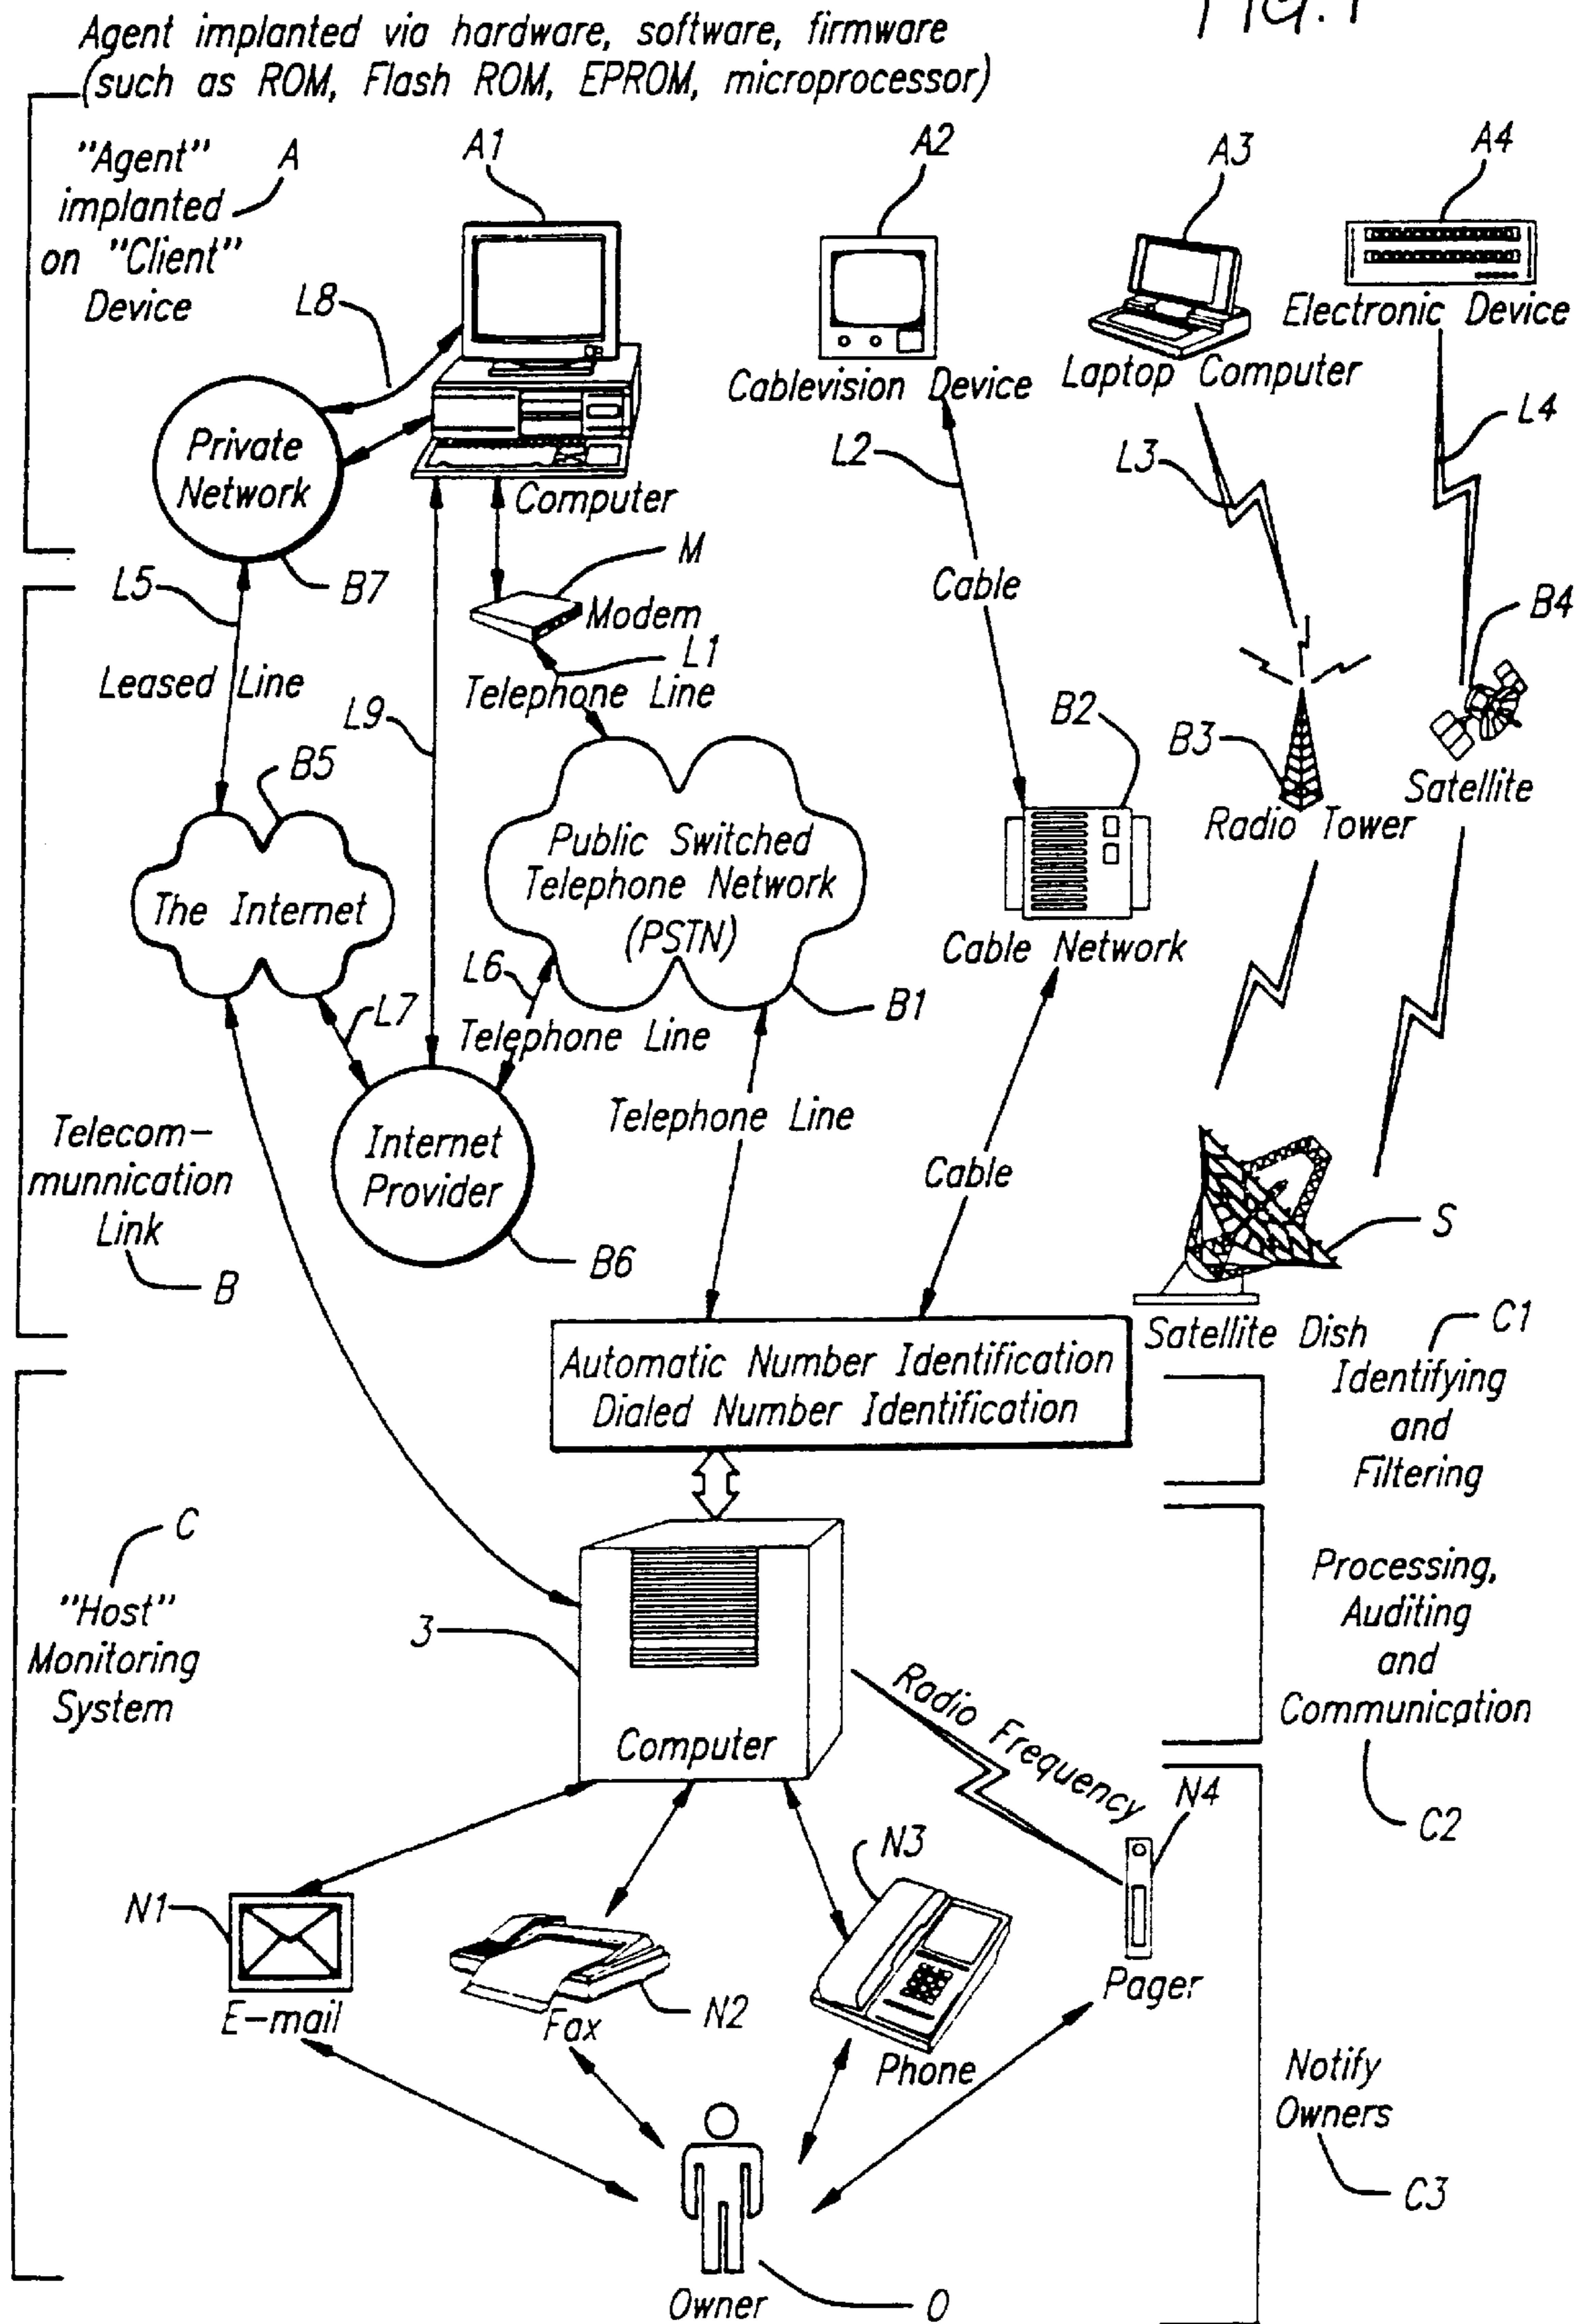 FIG.1
Agent implanted via hardware, software, firmware
(such as ROM, Flash ROM, EPROM, microprocessor)
"Agent"
implanted
on "Client"
Device
A
A1
A2
A3
A4
L8
Computer
Cablevision Device
Laptop Computer
Electronic Device
Private
Network
L2
L3
L4
L5
B7
M
Modem
Cable
B4
Leased Line
L1
Telephone Line
L9
B2
B3
B5
Satellite
Radio Tower
The Internet
Public Switched
Telephone Network
(PSTN)
Cable Network
L6
B1
L7
Telephone Line
Telephone Line
Telecom-
munnication
Link
B
Internet
Provider
B6
Cable
S
Satellite Dish
C1
Identifying
and
Filtering
Automatic Number Identification
Dialed Number Identification
C
"Host"
Monitoring
System
3
Computer
Processing,
Auditing
and
Communication
C2
Radio Frequency
N4
N3
N1
E-mail
N2
Fax
Phone
Pager
Notify
Owners
C3
Owner
O